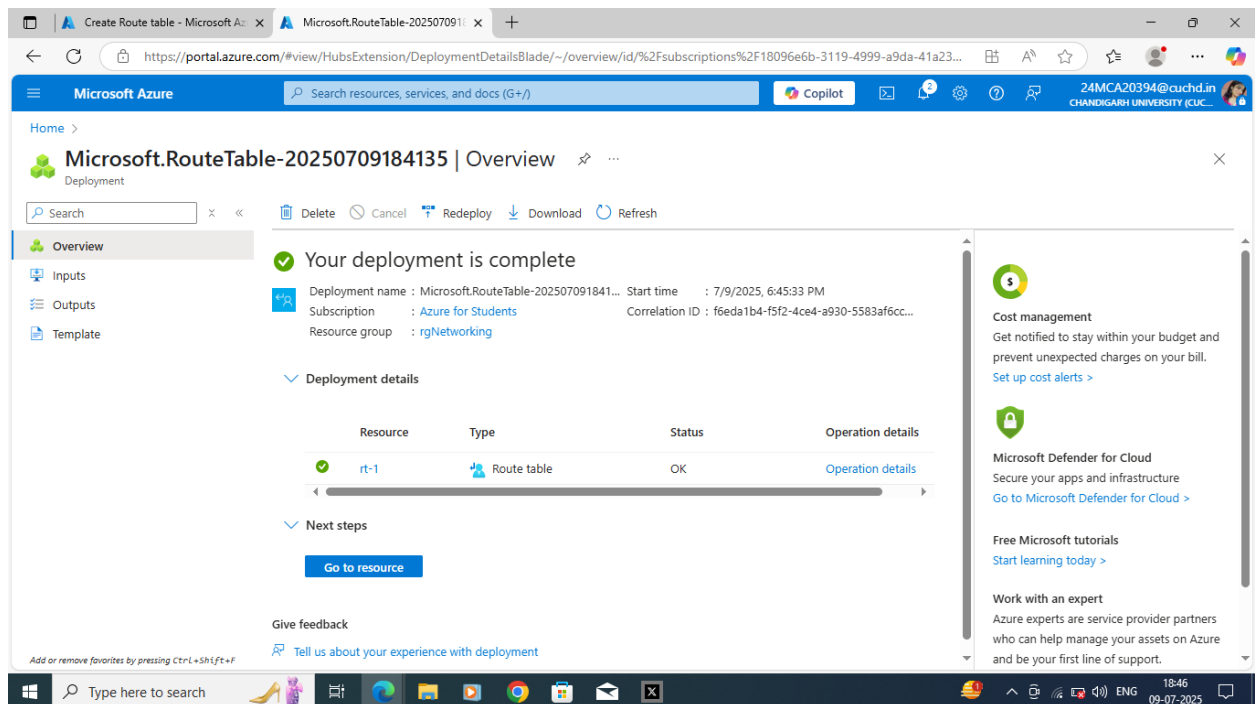 Create Route table - Microsoft Az
Microsoft.RouteTable-2025070918
https://portal.azure.com/#view/HubsExtension/DeploymentDetailsBlade/~/overview/id/%2Fsubscriptions%2F18096e6b-3119-4999-a9da-41a23...
Microsoft Azure
Search resources, services, and docs (G+/)
Copilot
2
24MCA20394@cuchd.in
CHANDIGARH UNIVERSITY (CUC...
Home >
Microsoft.RouteTable-20250709184135 | Overview
Deployment
Search
Delete
Cancel
Redeploy
Download
Refresh
Overview
Inputs
Outputs
Template
Your deployment is complete
Deployment name : Microsoft.RouteTable-202507091841... Start time : 7/9/2025, 6:45:33 PM
Subscription : Azure for Students Correlation ID : f6eda1b4-f5f2-4ce4-a930-5583af6cc...
Resource group : rgNetworking
Deployment details
Resource Type Status Operation details
rt-1 Route table OK Operation details
Next steps
Go to resource
Give feedback
Tell us about your experience with deployment
Cost management
Get notified to stay within your budget and
prevent unexpected charges on your bill.
Set up cost alerts >
Microsoft Defender for Cloud
Secure your apps and infrastructure
Go to Microsoft Defender for Cloud >
Free Microsoft tutorials
Start learning today >
Work with an expert
Azure experts are service provider partners
who can help manage your assets on Azure
and be your first line of support.
Add or remove favorites by pressing Ctrl+Shift+F
Type here to search
ENG
18:46
09-07-2025